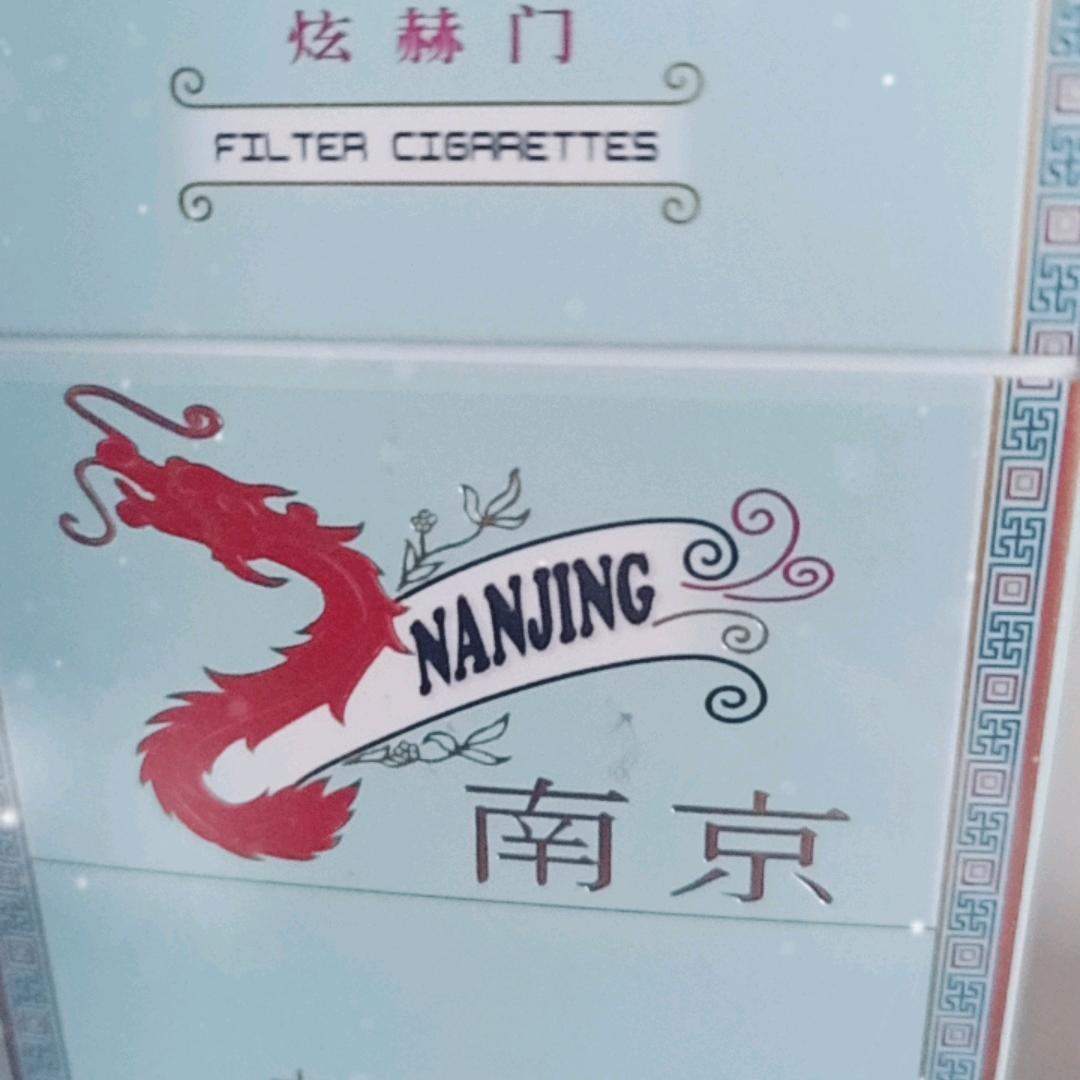 炫赫门
FILTER CIGARETTES
NANJING
南京